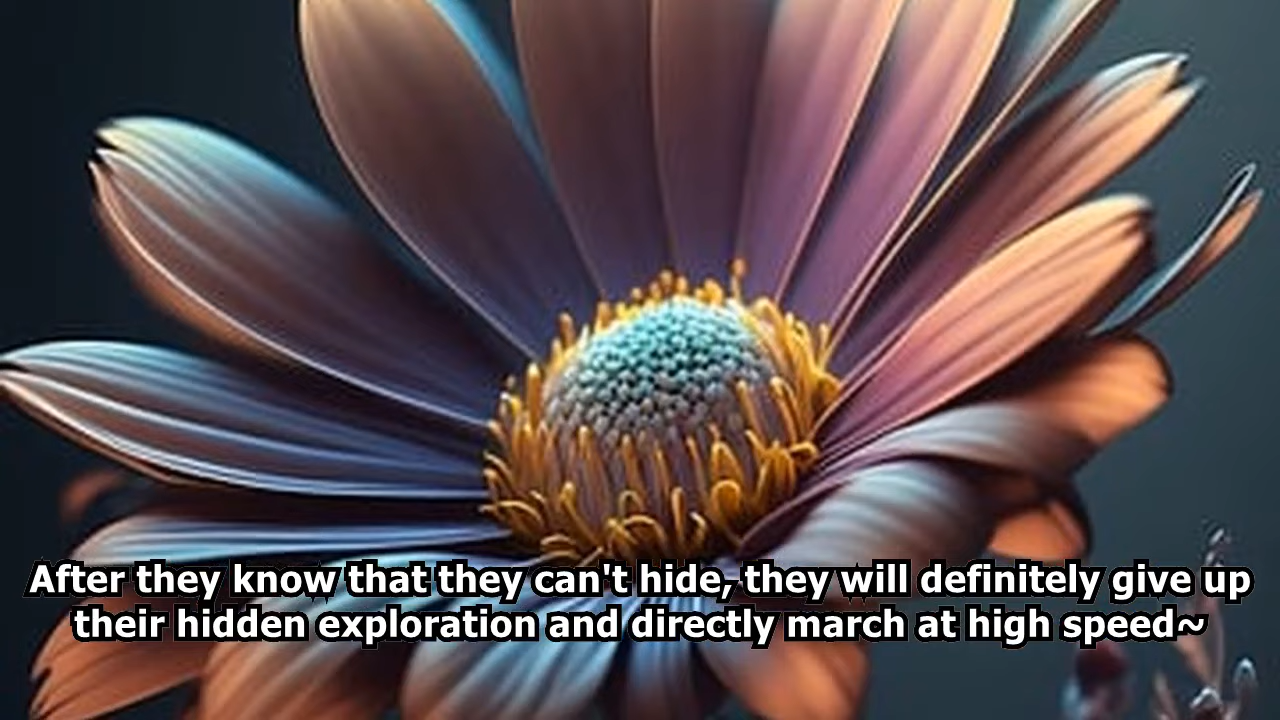 After they know that they can't hide, they will definitely give up
their hidden exploration and directly march at high speed~